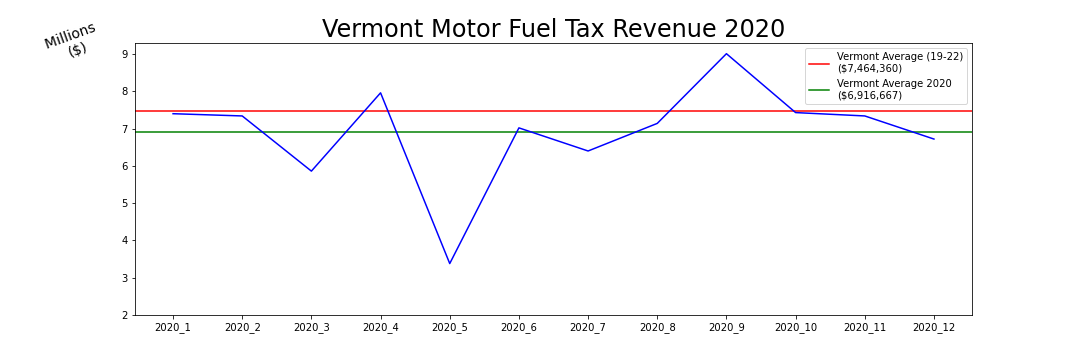 Vermont Motor Fuel Tax Revenue 2020
Millions
($)
Vermont Average (19-22)
($7,464,360)
Vermont Average 2020
($6,916,667)
9
8
7
6
5
4
3
2
2020_1 2020_2 2020_3 2020_4 2020_5 2020_6 2020_7 2020_8 2020_9 2020_10 2020_11 2020_12